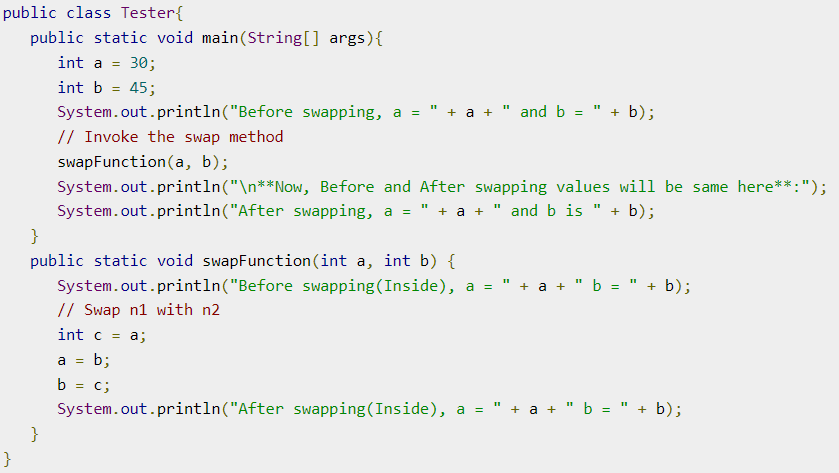 public class Tester{
   public static void main(String[] args){
      int a = 30;
      int b = 45;
      System.out.println("Before swapping, a = " + a + " and b = " + b);
      // Invoke the swap method
      swapFunction(a, b);
      System.out.println("\n**Now, Before and After swapping values will be same here**:");
      System.out.println("After swapping, a = " + a + " and b is " + b);
   }
   public static void swapFunction(int a, int b) {
      System.out.println("Before swapping(Inside), a = " + a + " b = " + b);
      // Swap n1 with n2
      int c = a;
      a = b;
      b = c;
      System.out.println("After swapping(Inside), a = " + a + " b = " + b);
   }
}